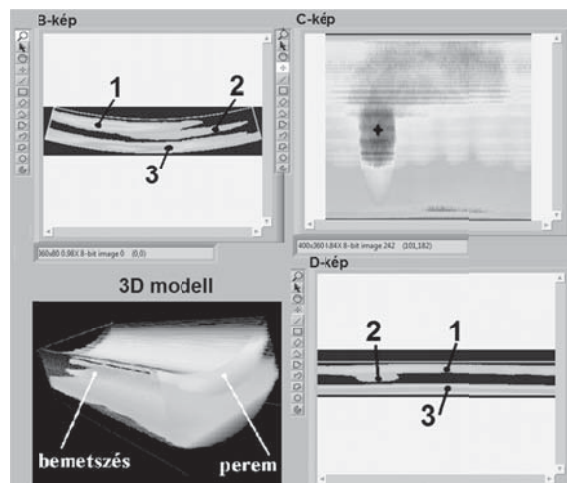 B-kép
1
2
3
360x80 0.98X 8-bit image 0 (0,0)
C-kép
400x360 0.84X 8-bit image 242 (101,182)
3D modell
bemetszés
perem
D-kép
2
1
3